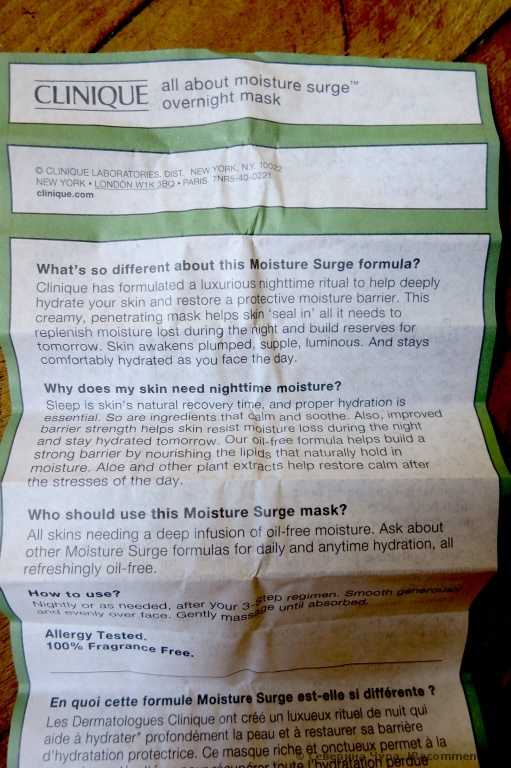 CLINIQUE all about moisture surge™
overnight mask
© CLINIQUE LABORATORIES, DIST. NEW YORK, N.Y. 10022
NEW YORK • LONDON W1K 3BQ • PARIS 7NR5-40-0221
clinique.com
What's so different about this Moisture Surge formula?
Clinique has formulated a luxurious nighttime ritual to help deeply
hydrate your skin and restore a protective moisture barrier. This
creamy, penetrating mask helps skin 'seal in' all it needs to
replenish moisture lost during the night and build reserves for
tomorrow. Skin awakens plumped, supple, luminous. And stays
comfortably hydrated as you face the day.
Why does my skin need nighttime moisture?
Sleep is skin's natural recovery time, and proper hydration is
essential. So are ingredients that calm and soothe. Also, improved
barrier strength helps skin resist moisture loss during the night
and stay hydrated tomorrow. Our oil-free formula helps build a
strong barrier by nourishing the lipids that naturally hold in
moisture. Aloe and other plant extracts help restore calm after
the stresses of the day.
Who should use this Moisture Surge mask?
All skins needing a deep infusion of oil-free moisture. Ask about
other Moisture Surge formulas for daily and anytime hydration, all
refreshingly oil-free.
How to use?
Nightly or as needed, after your 3-step regimen. Smooth generously
and evenly over face. Gently massage until absorbed.
Allergy Tested.
100% Fragrance Free.
En quoi cette formule Moisture Surge est-elle si différente ?
Les Dermatologues Clinique ont créé un luxueux rituel de nuit qui
aide à hydrater* profondément la peau et à restaurer sa barrière
d'hydratation protectrice. Ce masque riche et onctueux permet à la
toute l'hydratation perdue